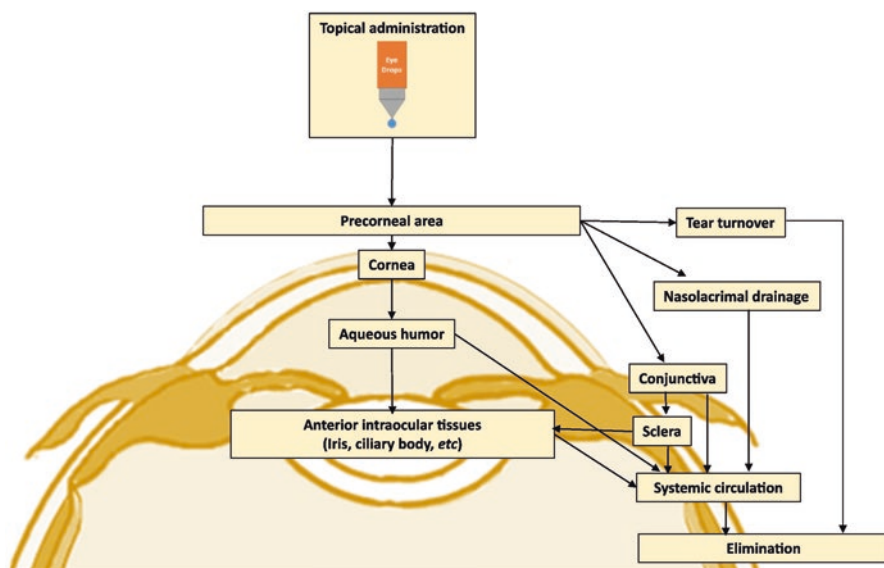 Topical administration
Eye
Drops
Precorneal area
Tear turnover
Cornea
Nasolacrimal drainage
Aqueous humor
Conjunctiva
Anterior intraocular tissues
(Iris, ciliary body, etc)
Sclera
Systemic circulation
Elimination